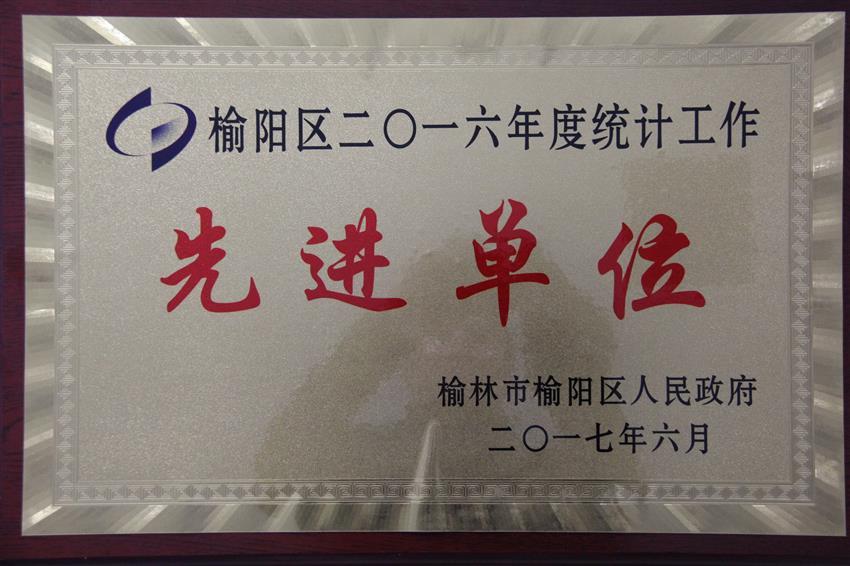 榆阳区二〇一六年度统计工作
先进单位
榆林市榆阳区人民政府
二〇一七年六月